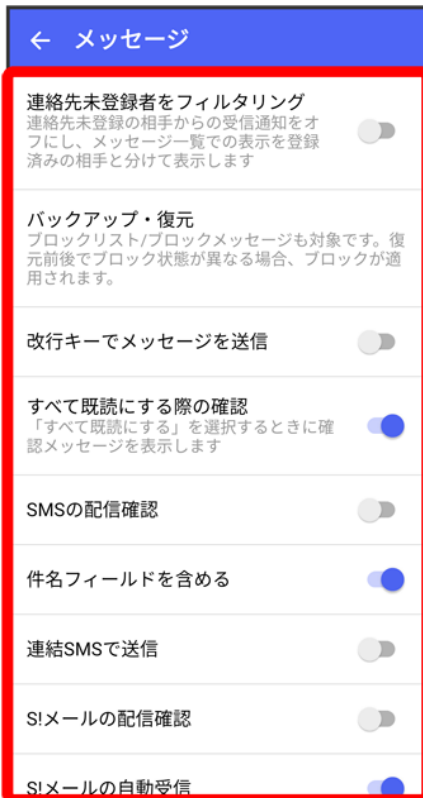 ← メッセージ
連絡先未登録者をフィルタリング
連絡先未登録の相手からの受信通知をオ
フにし、メッセージ一覧での表示を登録
済みの相手と分けて表示します
バックアップ・復元
ブロックリスト/ブロックメッセージも対象です。復
元前後でブロック状態が異なる場合、ブロックが適
用されます。
改行キーでメッセージを送信
すべて既読にする際の確認
「すべて既読にする」を選択するときに確
認メッセージを表示します
SMSの配信確認
件名フィールドを含める
連結SMSで送信
S!メールの配信確認
S!メールの自動受信